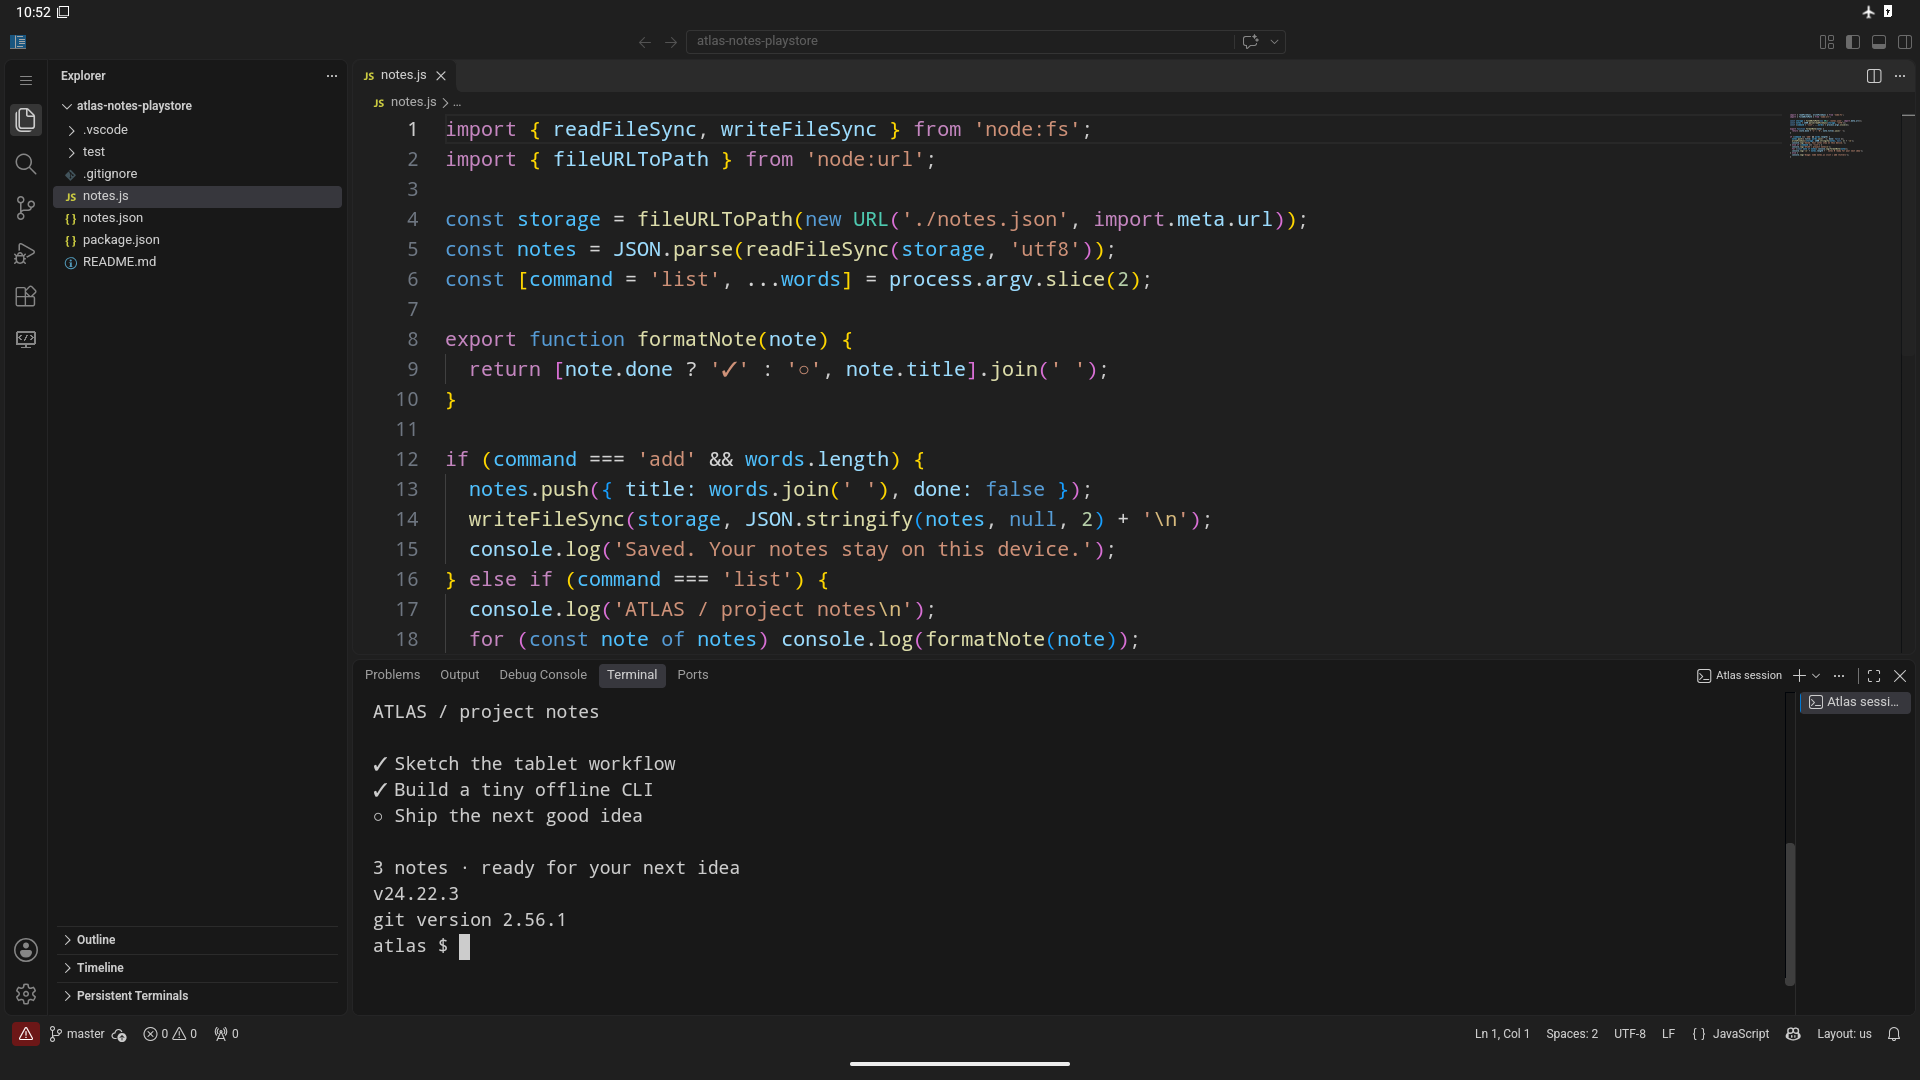 10:52
atlas-notes-playstore
Explorer
atlas-notes-playstore
.vscode
test
.gitignore
JS notes.js
{} notes.json
{} package.json
README.md
Outline
Timeline
Persistent Terminals
JS notes.js
JS notes.js > ...
1 import { readFileSync, writeFileSync } from 'node:fs';
2 import { fileURLToPath } from 'node:url';
3
4 const storage = fileURLToPath(new URL('./notes.json', import.meta.url));
5 const notes = JSON.parse(readFileSync(storage, 'utf8'));
6 const [command = 'list', ...words] = process.argv.slice(2);
7
8 export function formatNote(note) {
9 return [note.done ? '✓' : '○', note.title].join(' ');
10 }
11
12 if (command === 'add' && words.length) {
13 notes.push({ title: words.join(' '), done: false });
14 writeFileSync(storage, JSON.stringify(notes, null, 2) + '\n');
15 console.log('Saved. Your notes stay on this device.');
16 } else if (command === 'list') {
17 console.log('ATLAS / project notes\n');
18 for (const note of notes) console.log(formatNote(note));
Problems Output Debug Console Terminal Ports
Atlas session
Atlas sessi...
ATLAS / project notes
✓ Sketch the tablet workflow
✓ Build a tiny offline CLI
○ Ship the next good idea
3 notes · ready for your next idea
v24.22.3
git version 2.56.1
atlas $
master 0 0 0
Ln 1, Col 1 Spaces: 2 UTF-8 LF {} JavaScript Layout: us